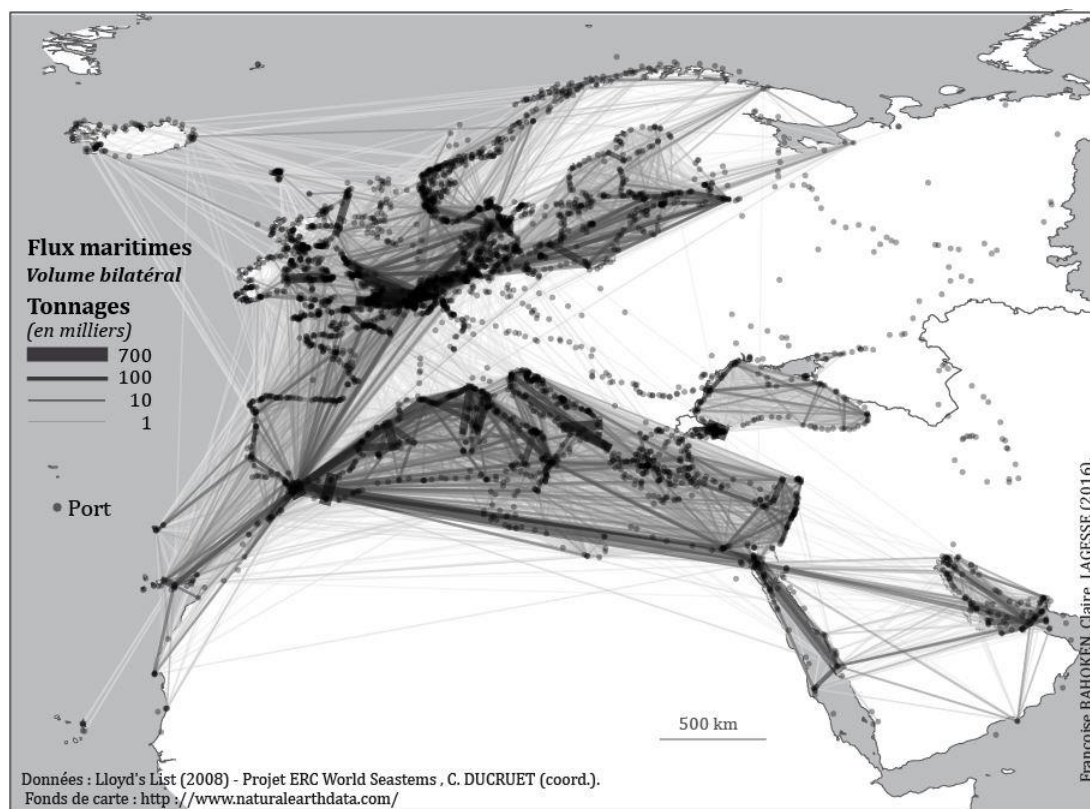 Flux maritimes
Volume bilatéral
Tonnages
(en milliers)
700
100
10
1
Port
500 km
Françoise BAHOKEN, Claire LAGESSE (2016)
Données : Lloyd's List (2008) - Projet ERC World Seastems , C. DUCRUET (coord.).
Fonds de carte : http ://www.naturalearthdata.com/